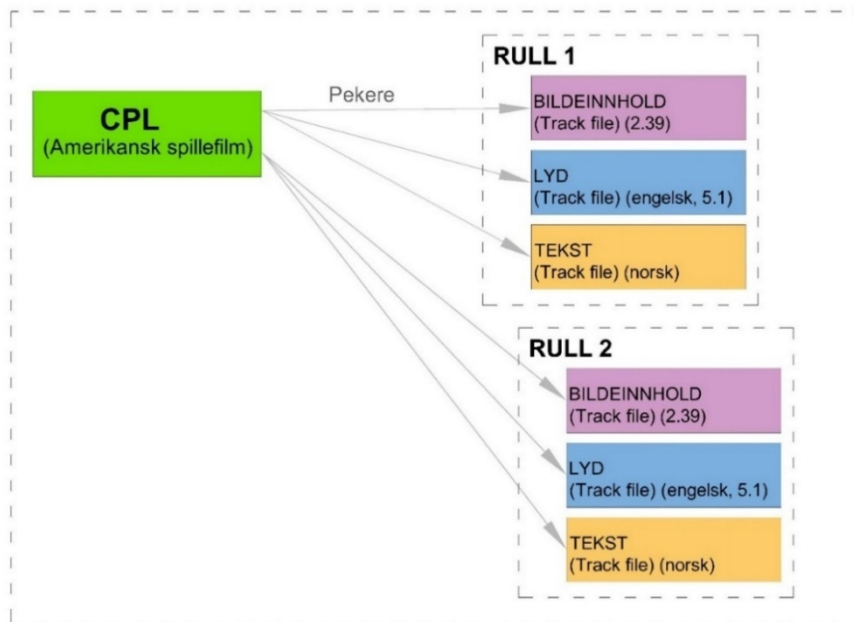 CPL
(Amerikansk spillefilm)
Pekere
RULL 1
BILDEINNHOLD
(Track file) (2.39)
LYD
(Track file) (engelsk, 5.1)
TEKST
(Track file) (norsk)
RULL 2
BILDEINNHOLD
(Track file) (2.39)
LYD
(Track file) (engelsk, 5.1)
TEKST
(Track file) (norsk)